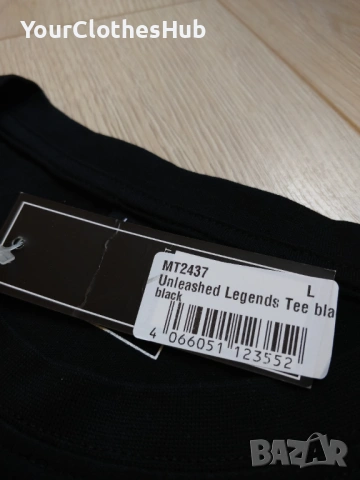 YourClothesHub
MT2437
L
Unleashed Legends Tee bla
black
4 066051 123552
BAZAR